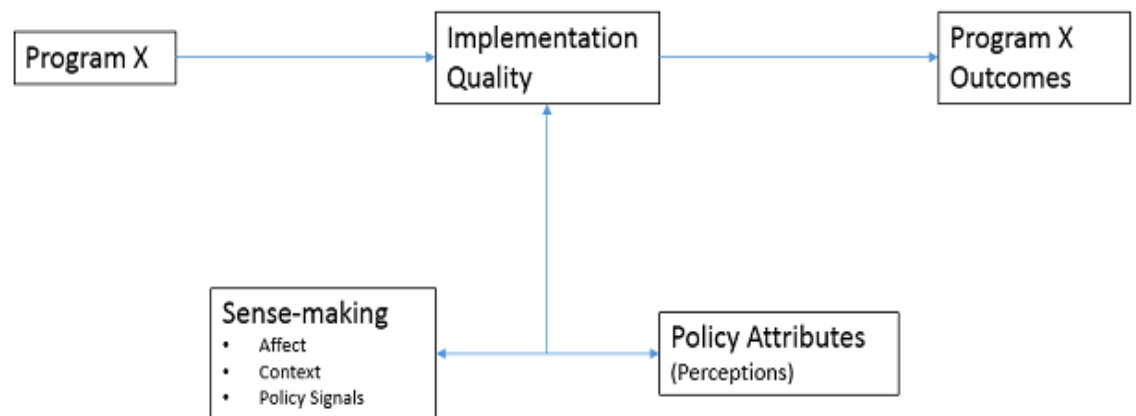 Program X
Implementation
Quality
Program X
Outcomes
Sense-making
• Affect
• Context
• Policy Signals
Policy Attributes
(Perceptions)